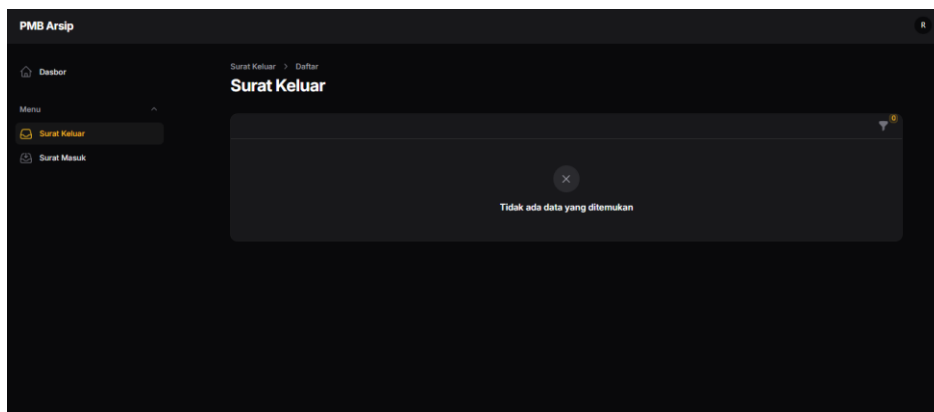 PMB Arsip
R
Dasbor
Menu
Surat Keluar
Surat Masuk
Surat Keluar > Daftar
Surat Keluar
0
Tidak ada data yang ditemukan